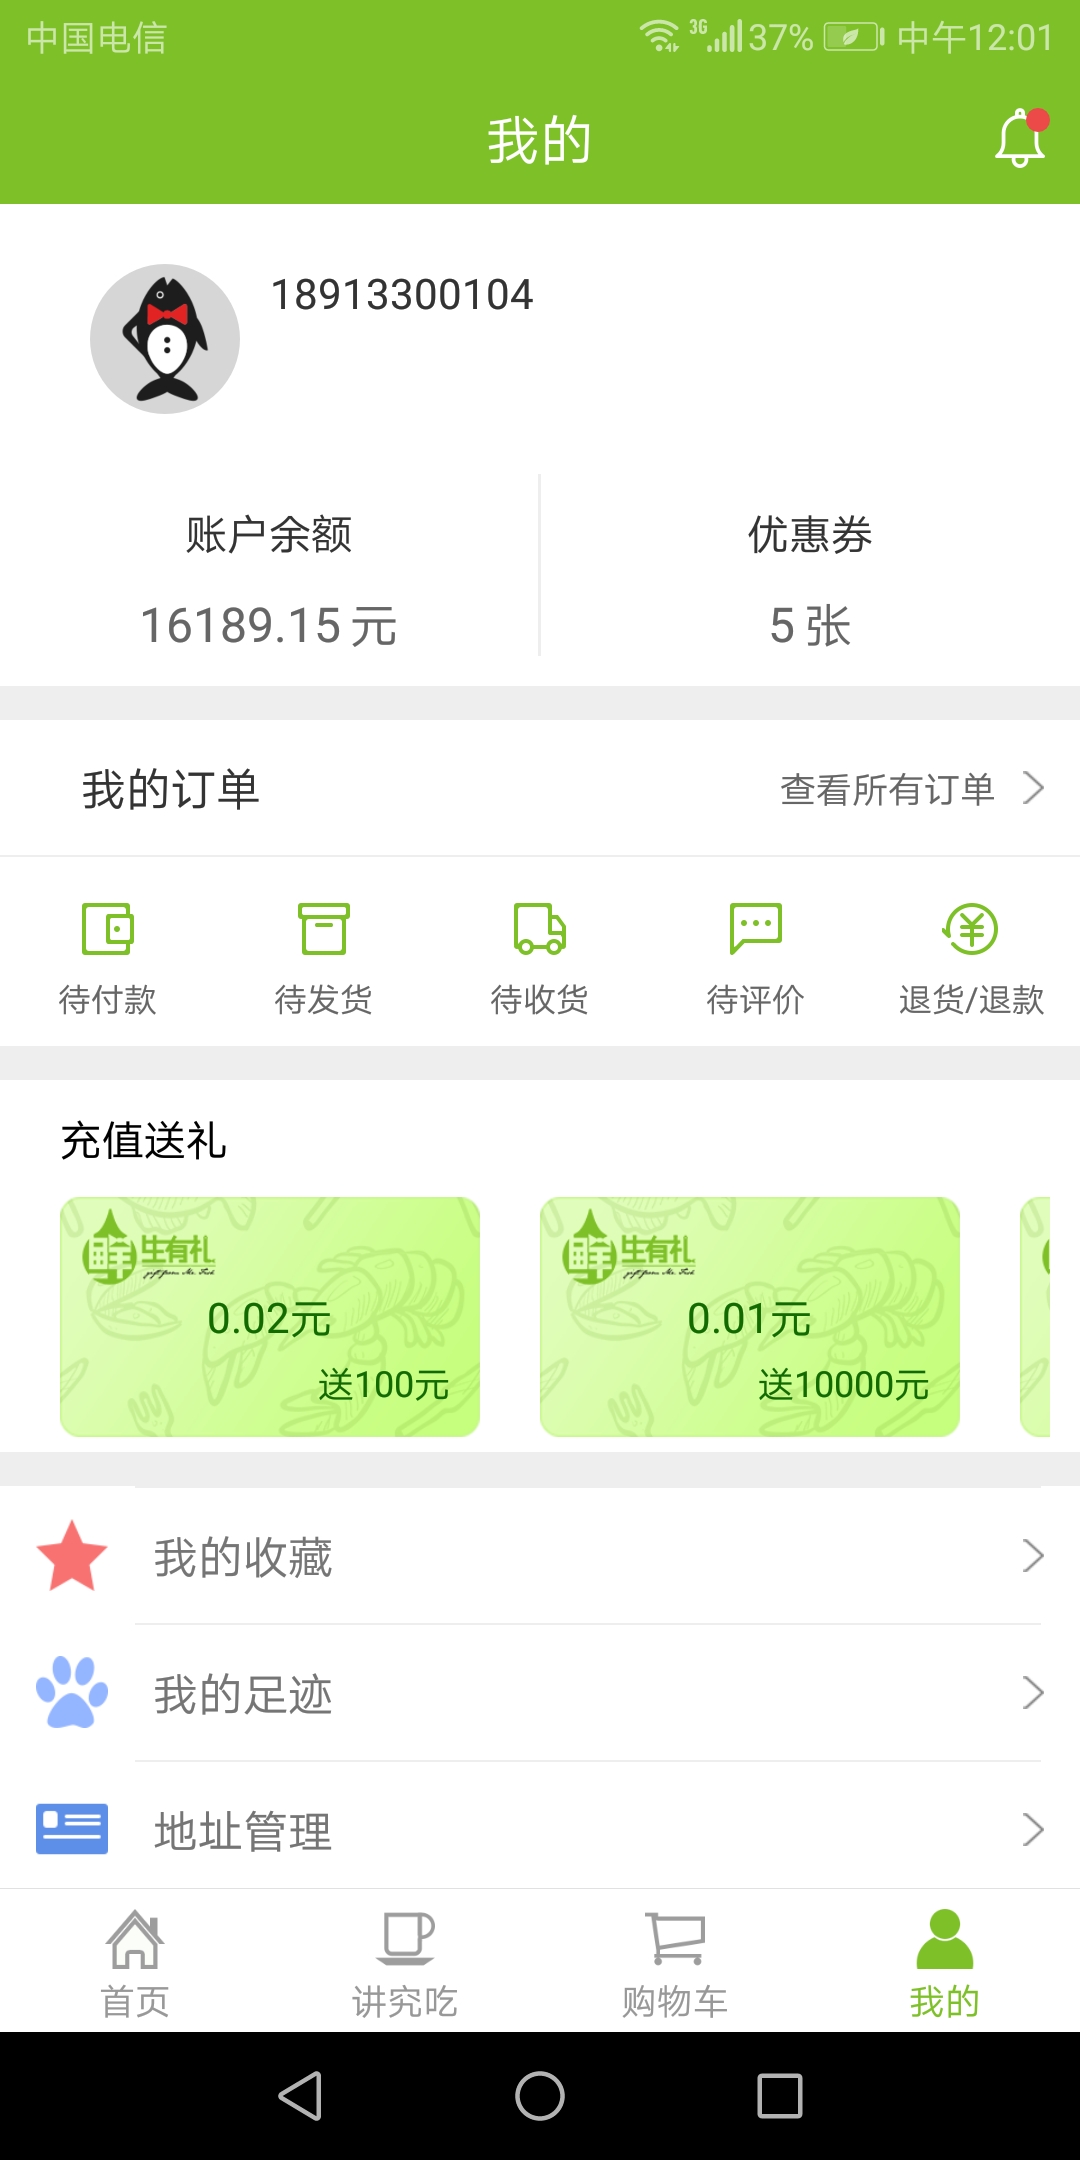 中国电信 3G 37% 中午12:01
我的
18913300104
账户余额 优惠券
16189.15 元 5 张
我的订单 查看所有订单
待付款 待发货 待收货 待评价 退货/退款
充值送礼
生有礼 生有礼
0.02元 0.01元
送100元 送10000元
我的收藏
我的足迹
地址管理
首页 讲究吃 购物车 我的